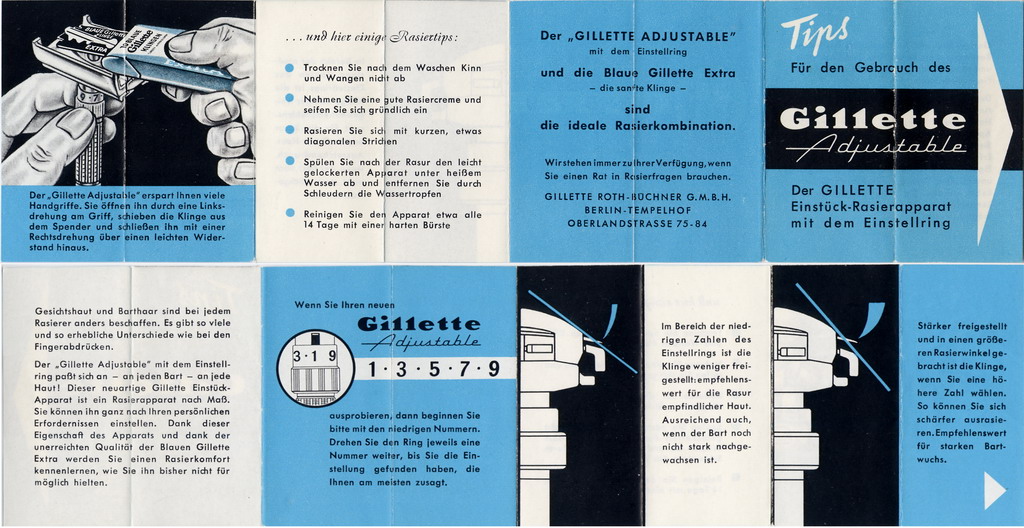 BLAUE Gillette
EXTRA
10 BLAUE
Gillette
KLINGEN
Der „Gillette Adjustable" erspart Ihnen viele
Handgriffe. Sie öffnen ihn durch eine Links-
drehung am Griff, schieben die Klinge aus
dem Spender und schließen ihn mit einer
Rechtsdrehung über einen leichten Wider-
stand hinaus.
... und hier einige Rasiertips:
Trocknen Sie nach dem Waschen Kinn
und Wangen nicht ab
Nehmen Sie eine gute Rasiercreme und
seifen Sie sich gründlich ein
Rasieren Sie sich mit kurzen, etwas
diagonalen Strichen
Spülen Sie nach der Rasur den leicht
gelockerten Apparat unter heißem
Wasser ab und entfernen Sie durch
Schleudern die Wassertropfen
Reinigen Sie den Apparat etwa alle
14 Tage mit einer harten Bürste
Der „GILLETTE ADJUSTABLE"
mit dem Einstellring
und die Blaue Gillette Extra
– die sanfte Klinge –
sind
die ideale Rasierkombination.
Wir stehen immer zu Ihrer Verfügung, wenn
Sie einen Rat in Rasierfragen brauchen.
GILLETTE ROTH-BUCHNER G.M.B.H.
BERLIN-TEMPELHOF
OBERLANDSTRASSE 75-84
Tips
Für den Gebrauch des
Gillette
Adjustable
Der GILLETTE
Einstück-Rasierapparat
mit dem Einstellring
Gesichtshaut und Barthaar sind bei jedem
Rasierer anders beschaffen. Es gibt so viele
und so erhebliche Unterschiede wie bei den
Fingerabdrücken.
Der „Gillette Adjustable" mit dem Einstell-
ring paßt sich an – an jeden Bart – an jede
Haut! Dieser neuartige Gillette Einstück-
Apparat ist ein Rasierapparat nach Maß.
Sie können ihn ganz nach Ihren persönlichen
Erfordernissen einstellen. Dank dieser
Eigenschaft des Apparats und dank der
unerreichten Qualität der Blauen Gillette
Extra werden Sie einen Rasierkomfort
kennenlernen, wie Sie ihn bisher nicht für
möglich hielten.
Wenn Sie Ihren neuen
Gillette
Adjustable
3·1 9
1·3·5·7·9
ausprobieren, dann beginnen Sie
bitte mit den niedrigen Nummern.
Drehen Sie den Ring jeweils eine
Nummer weiter, bis Sie die Ein-
stellung gefunden haben, die
Ihnen am meisten zusagt.
Im Bereich der nied-
rigen Zahlen des
Einstellrings ist die
Klinge weniger frei-
gestellt: empfehlens-
wert für die Rasur
empfindlicher Haut.
Ausreichend auch,
wenn der Bart noch
nicht stark nachge-
wachsen ist.
Stärker freigestellt
und in einen größe-
ren Rasierwinkel ge-
bracht ist die Klinge,
wenn Sie eine hö-
here Zahl wählen.
So können Sie sich
schärfer ausrasie-
ren. Empfehlenswert
für starken Bart-
wuchs.